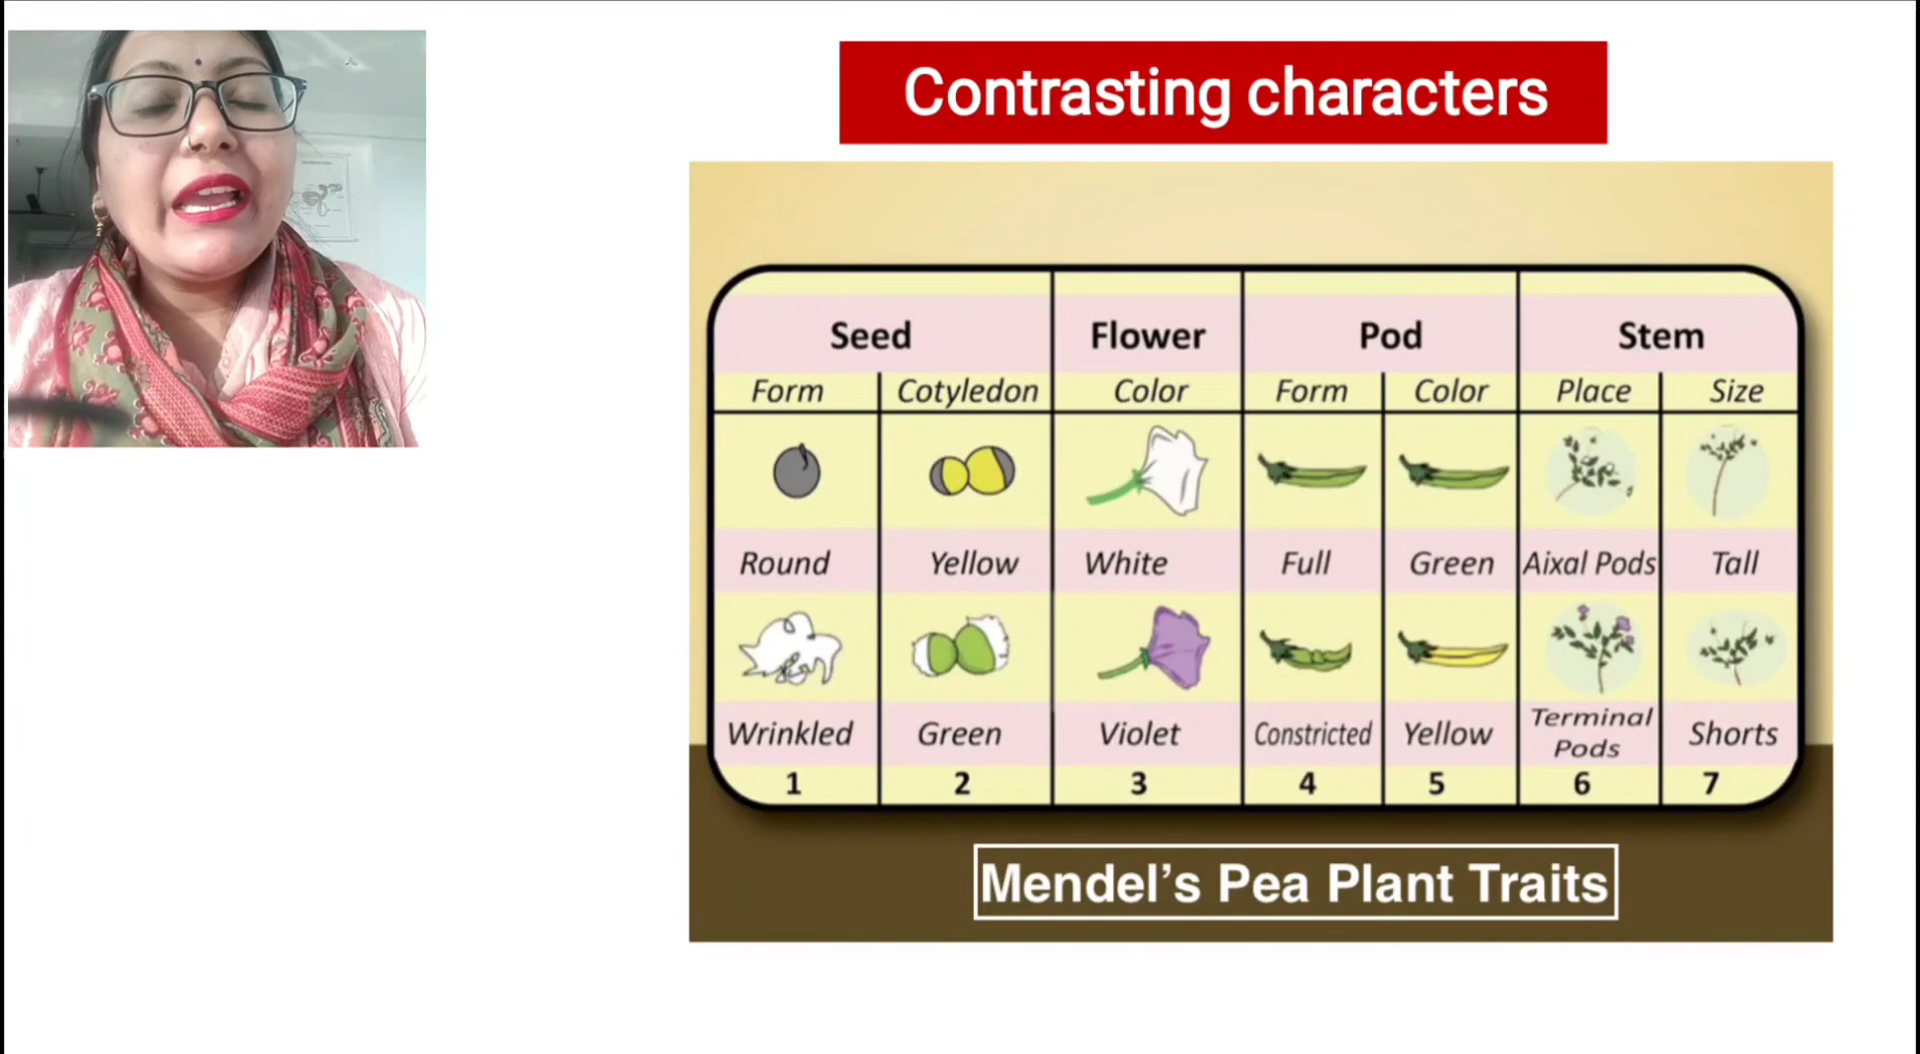 Contrasting characters
Seed Flower Pod Stem
Form Cotyledon Color Form Color Place Size
Round Yellow White Full Green Aixal Pods Tall
Wrinkled Green Violet Constricted Yellow Terminal Pods Shorts
1 2 3 4 5 6 7
Mendel's Pea Plant Traits